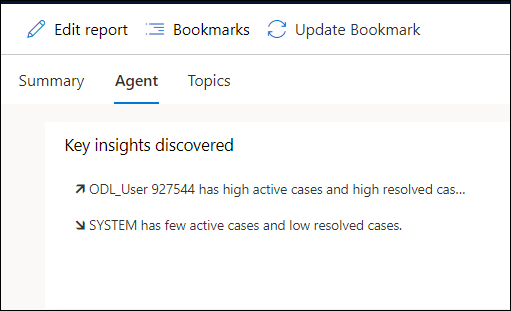 Edit report Bookmarks Update Bookmark
Summary Agent Topics
Key insights discovered
ODL_User 927544 has high active cases and high resolved cas...
SYSTEM has few active cases and low resolved cases.